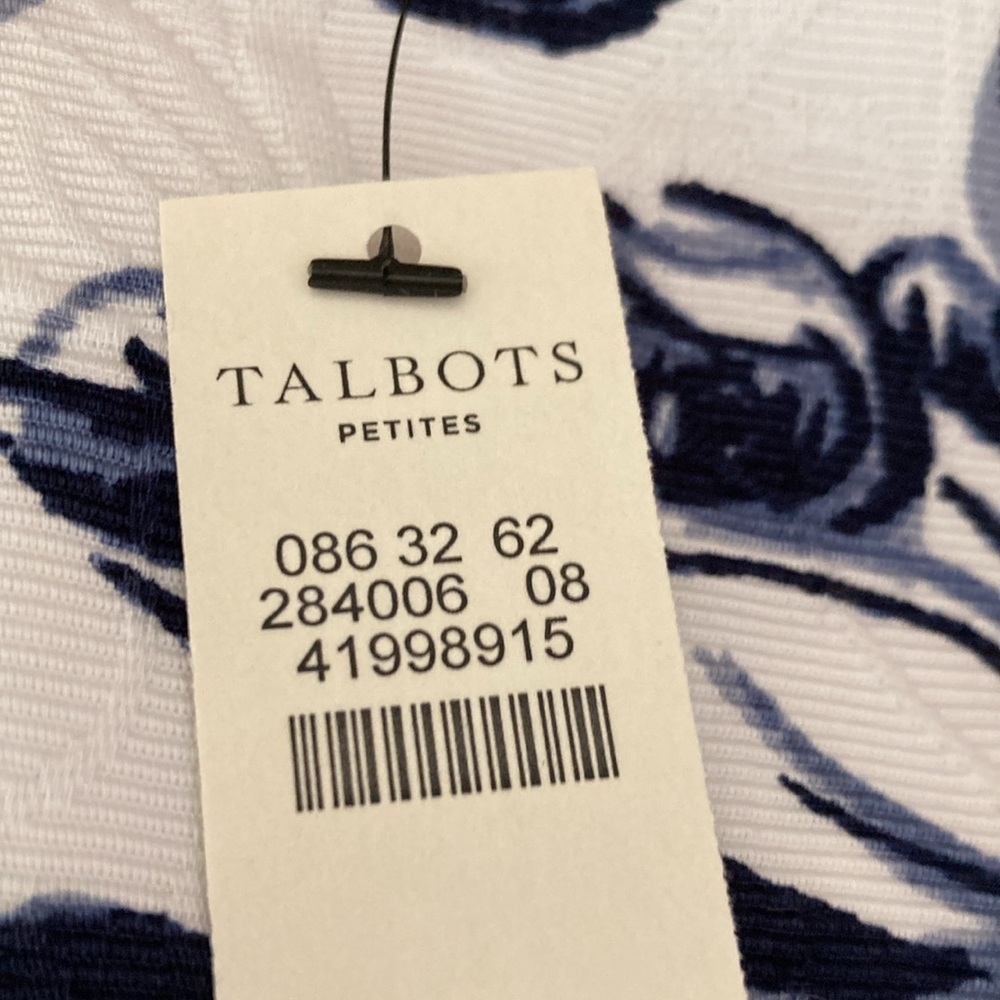 TALBOTS
PETITES
086 32 62
284006 08
41998915